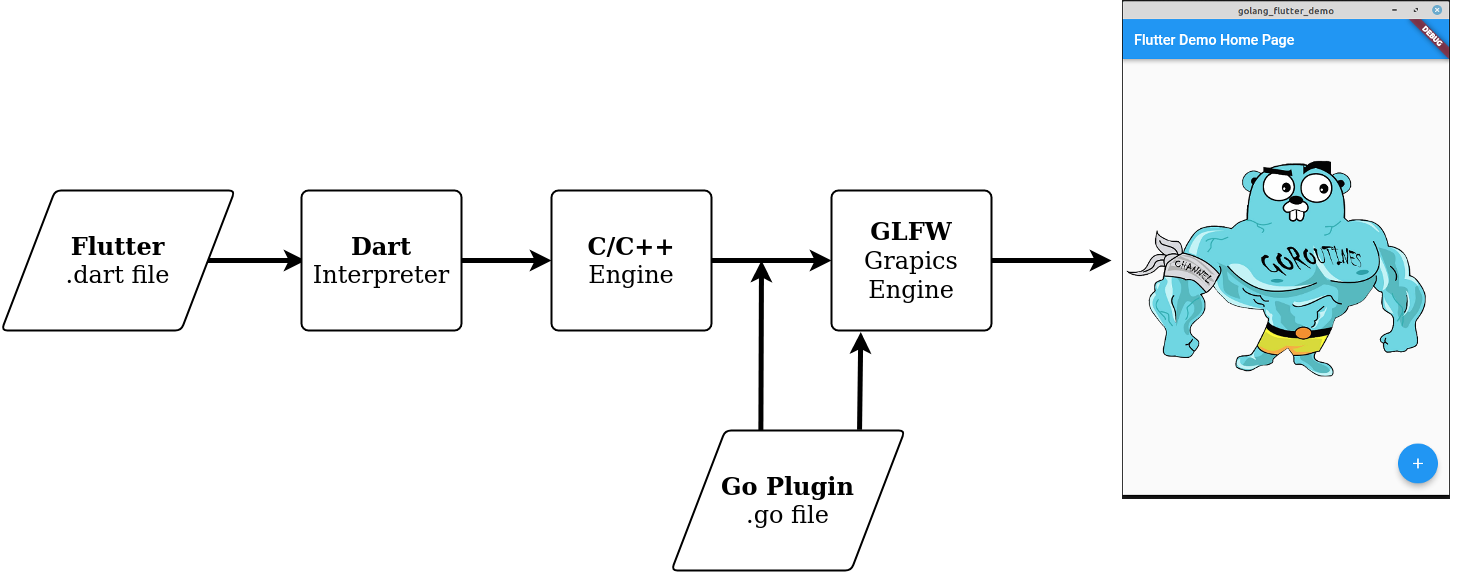 golang_flutter_demo
Flutter Demo Home Page
DEBUG
Flutter
.dart file
Dart
Interpreter
C/C++
Engine
GLFW
Grapics
Engine
GOROUTINES
CHANNEL
Go Plugin
.go file